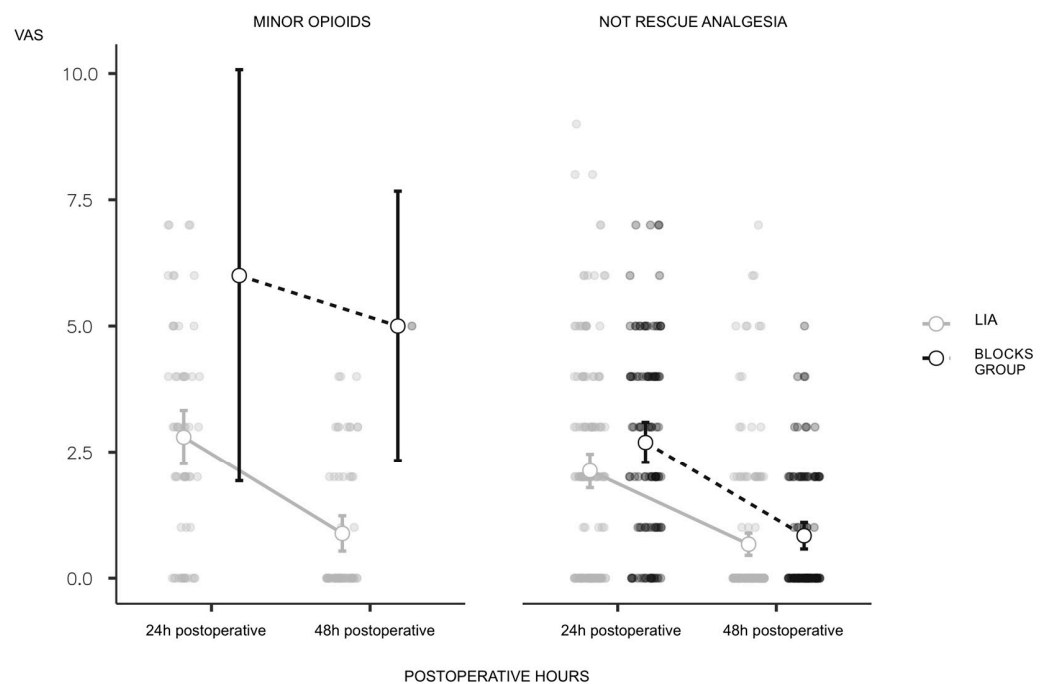 MINOR OPIOIDS
NOT RESCUE ANALGESIA
VAS
10.0
7.5
5.0
2.5
0.0
24h postoperative
48h postoperative
24h postoperative
48h postoperative
POSTOPERATIVE HOURS
LIA
BLOCKS
GROUP